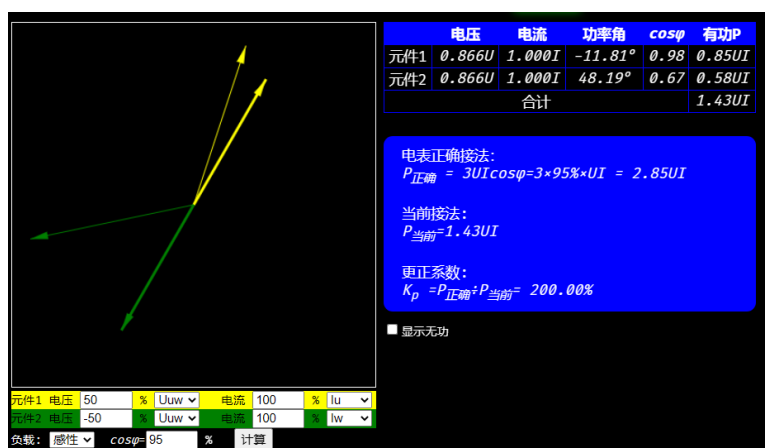 电压 电流 功率角 cosφ 有功P
元件1 0.866U 1.000I -11.81° 0.98 0.85UI
元件2 0.866U 1.000I 48.19° 0.67 0.58UI
合计 1.43UI
电表正确接法:
P正确 = 3UIcosφ=3×95%×UI = 2.85UI
当前接法:
P当前=1.43UI
更正系数:
Kp =P正确÷P当前= 200.00%
显示无功
元件1 电压 50 % Uuw 电流 100 % Iu
元件2 电压 -50 % Uuw 电流 100 % Iw
负载: 感性 cosφ= 95 % 计算